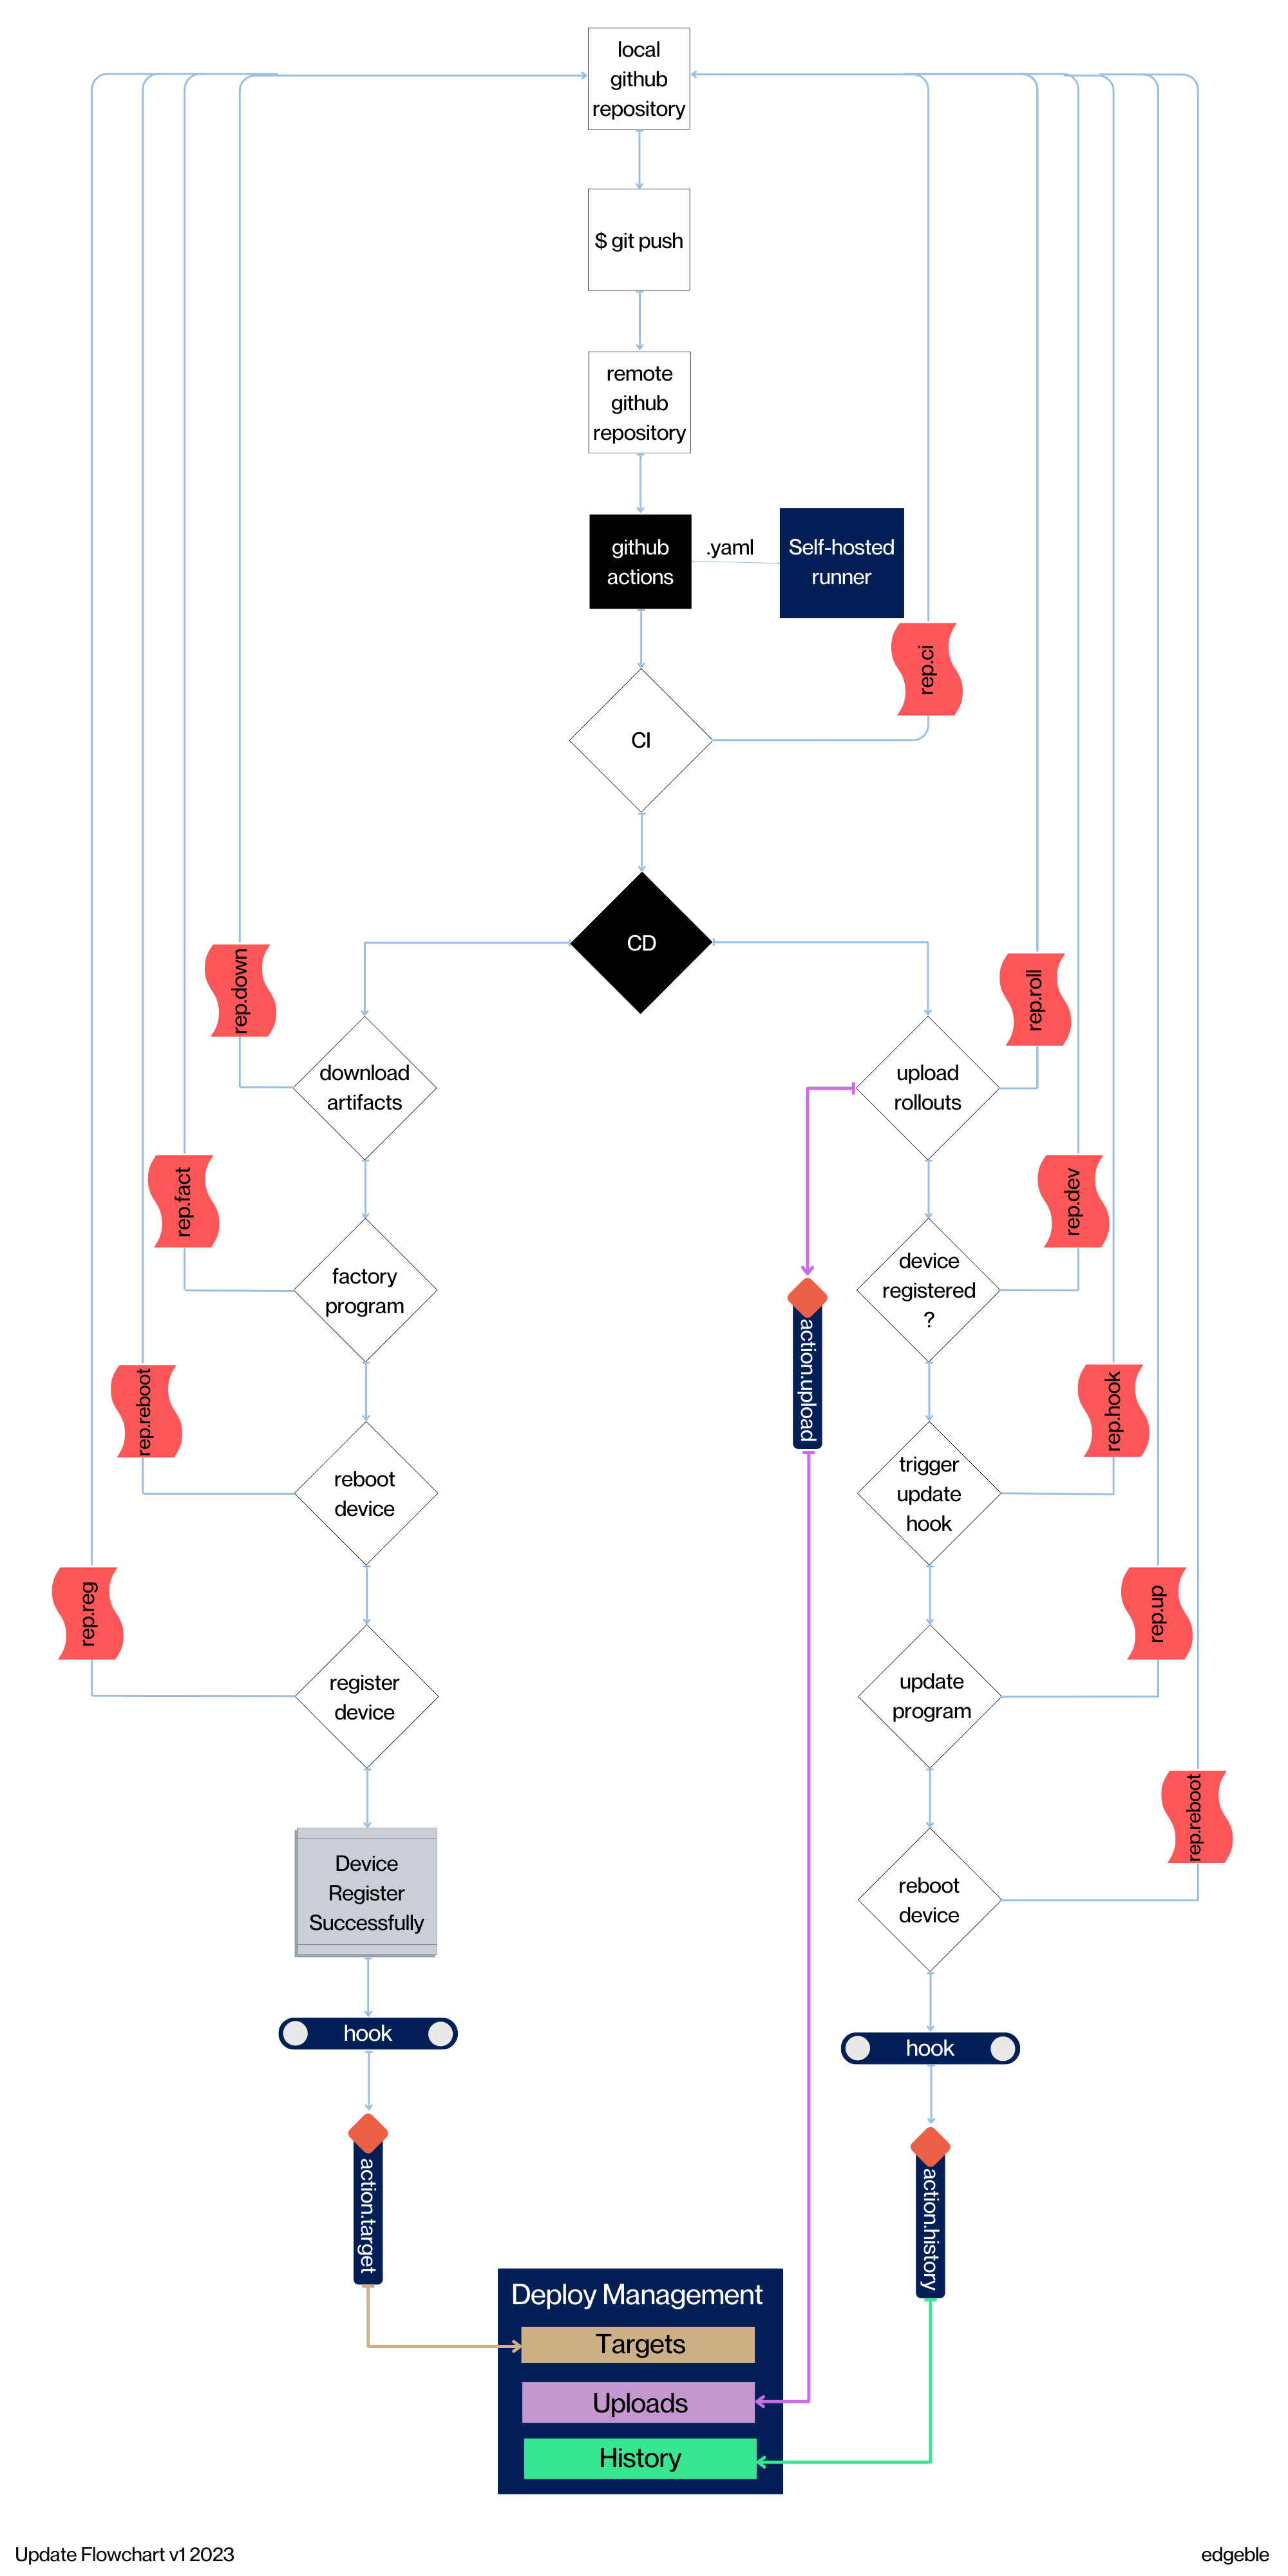 local
github
repository
$ git push
remote
github
repository
github
actions
.yaml
Self-hosted
runner
rep.ci
CI
CD
rep.down
rep.roll
download
artifacts
upload
rollouts
rep.fact
rep.dev
factory
program
device
registered
?
action.upload
rep.reboot
rep.hook
reboot
device
trigger
update
hook
rep.reg
rep.up
register
device
update
program
rep.reboot
Device
Register
Successfully
reboot
device
hook
hook
action.target
action.history
Deploy Management
Targets
Uploads
History
Update Flowchart v1 2023
edgeble